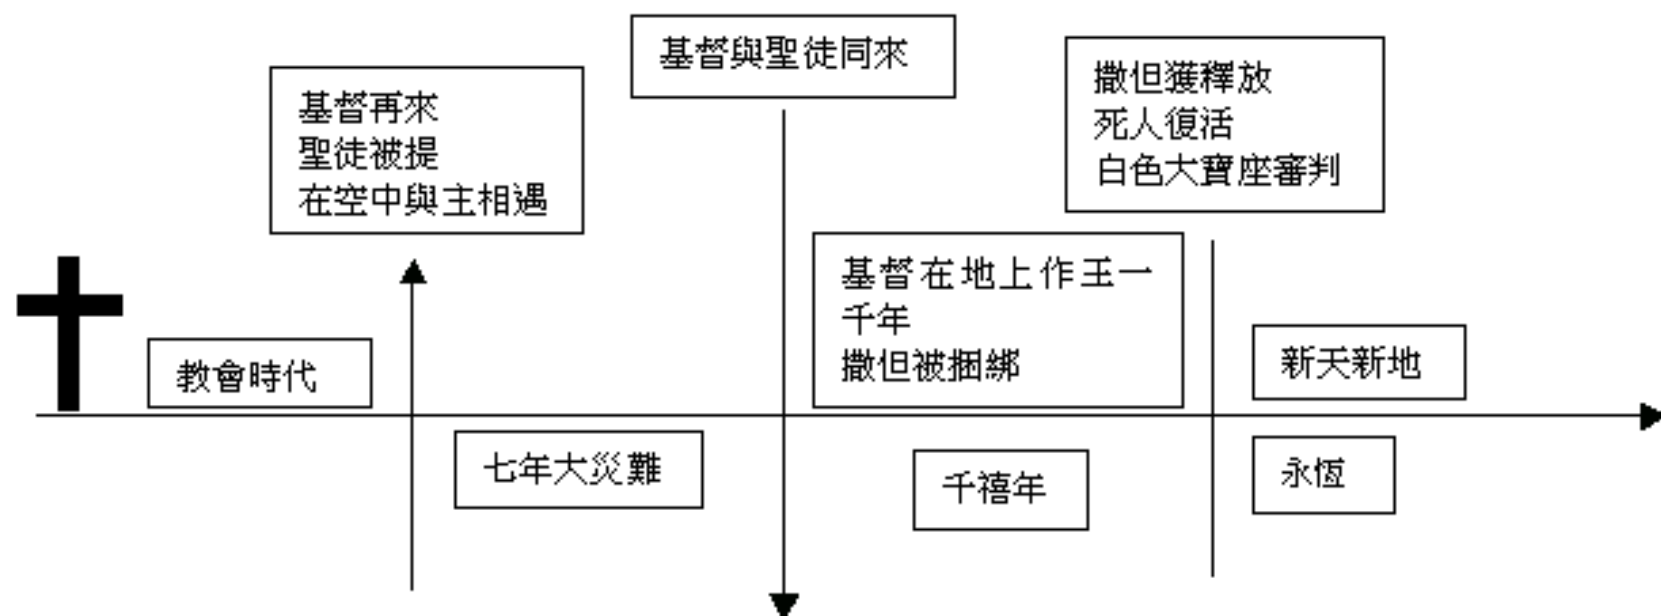 基督與聖徒同來
基督再來
聖徒被提
在空中與主相遇
撒但獲釋放
死人復活
白色大寶座審判
基督在地上作王一
千年
撒但被捆綁
教會時代
新天新地
七年大災難
千禧年
永恆